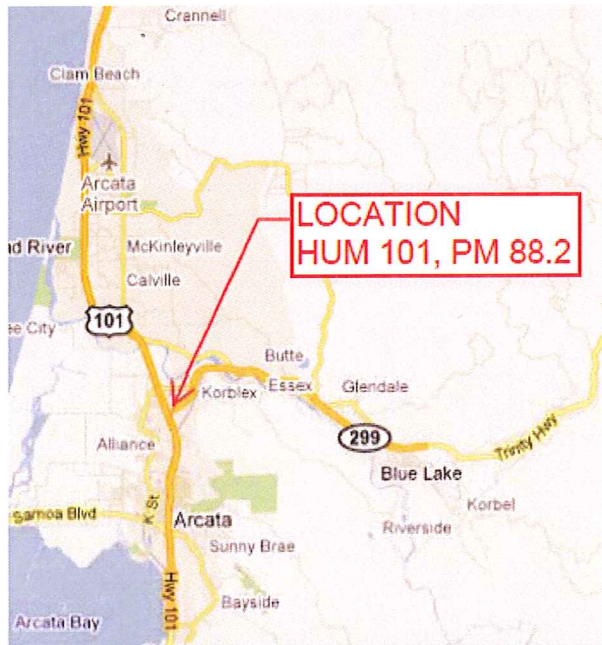 Crannell
Clam Beach
Hwy 101
Arcata
Airport
LOCATION
HUM 101, PM 88.2
nd River
McKinleyville
Calville
101
ee City
Butte
Korblex
Essex
Glendale
Alliance
299
Trinity Hwy
Blue Lake
K St
Korbel
Samoa Blvd
Arcata
Riverside
Sunny Brae
Hwy 101
Bayside
Arcata Bay